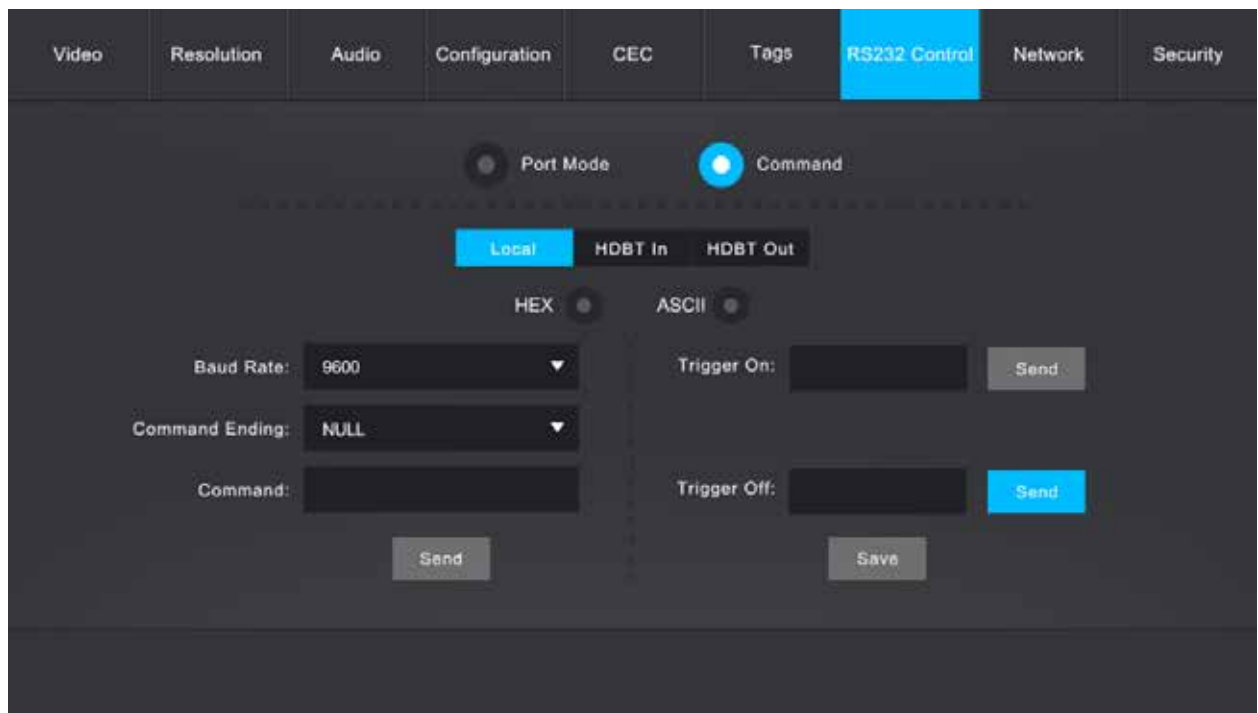 Video Resolution Audio Configuration CEC Tags RS232 Control Network Security
Port Mode Command
Local HDBT In HDBT Out
HEX ASCII
Baud Rate: 9600 Trigger On: Send
Command Ending: NULL
Command: Trigger Off: Send
Send Save